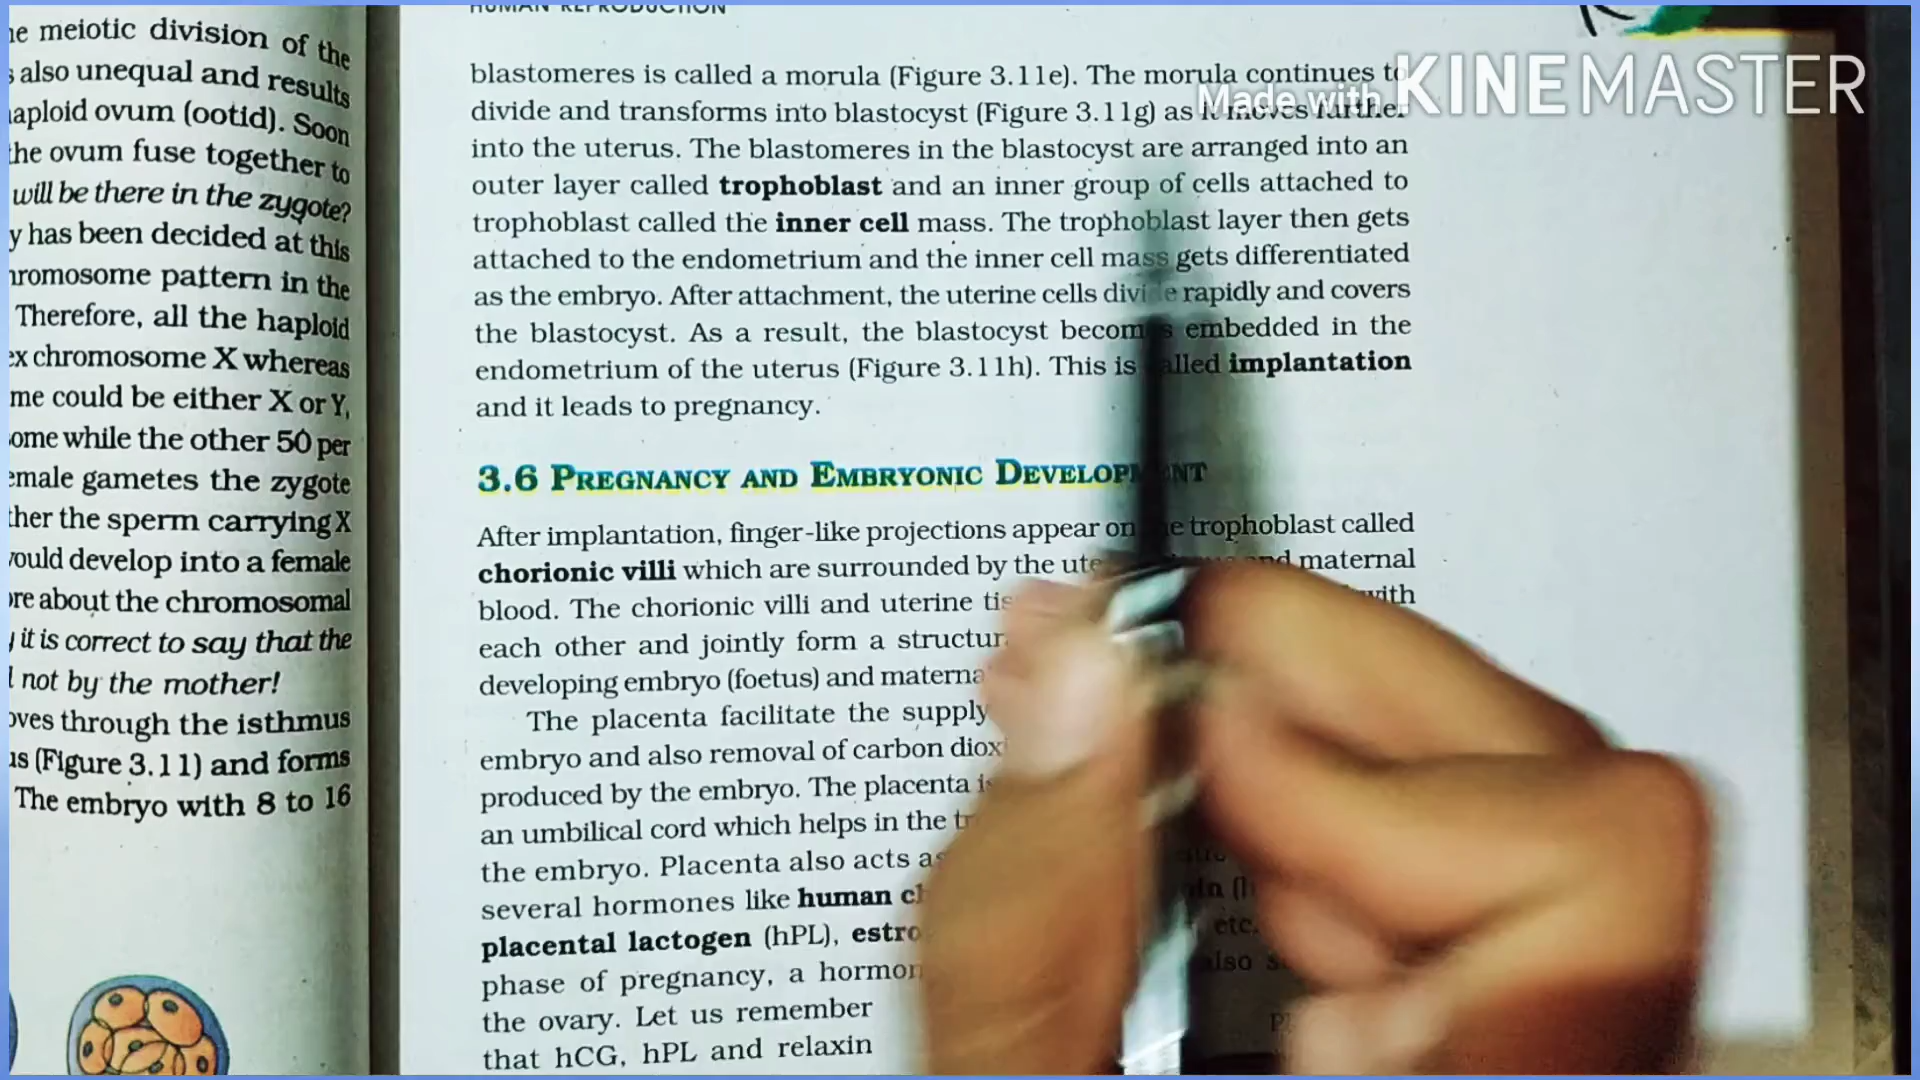 HUMAN REPRODUCTION
meiotic division of the
also unequal and results
haploid ovum (ootid). Soon
the ovum fuse together to
will be there in the zygote?
y has been decided at this
chromosome pattern in the
Therefore, all the haploid
ex chromosome X whereas
me could be either X or Y,
ome while the other 50 per
emale gametes the zygote
ther the sperm carrying X
would develop into a female
ore about the chromosomal
it is correct to say that the
not by the mother!
oves through the isthmus
us (Figure 3.11) and forms
The embryo with 8 to 16
blastomeres is called a morula (Figure 3.11e). The morula continues to
divide and transforms into blastocyst (Figure 3.11g) as it moves further
into the uterus. The blastomeres in the blastocyst are arranged into an
outer layer called trophoblast and an inner group of cells attached to
trophoblast called the inner cell mass. The trophoblast layer then gets
attached to the endometrium and the inner cell mass gets differentiated
as the embryo. After attachment, the uterine cells divide rapidly and covers
the blastocyst. As a result, the blastocyst becomes embedded in the
endometrium of the uterus (Figure 3.11h). This is called implantation
and it leads to pregnancy.
3.6 PREGNANCY AND EMBRYONIC DEVELOPMENT
After implantation, finger-like projections appear on the trophoblast called
chorionic villi which are surrounded by the and maternal
blood. The chorionic villi and uterine with
each other and jointly form a
developing embryo (foetus) and
The placenta facilitate the supply
embryo and also removal of carbon
produced by the embryo. The placenta
an umbilical cord which helps in the
the embryo. Placenta also acts
several hormones like human
placental lactogen (hPL), etc.
phase of pregnancy, a also
the ovary. Let us remember
that hCG, hPL and relaxin
Made with KINEMASTER